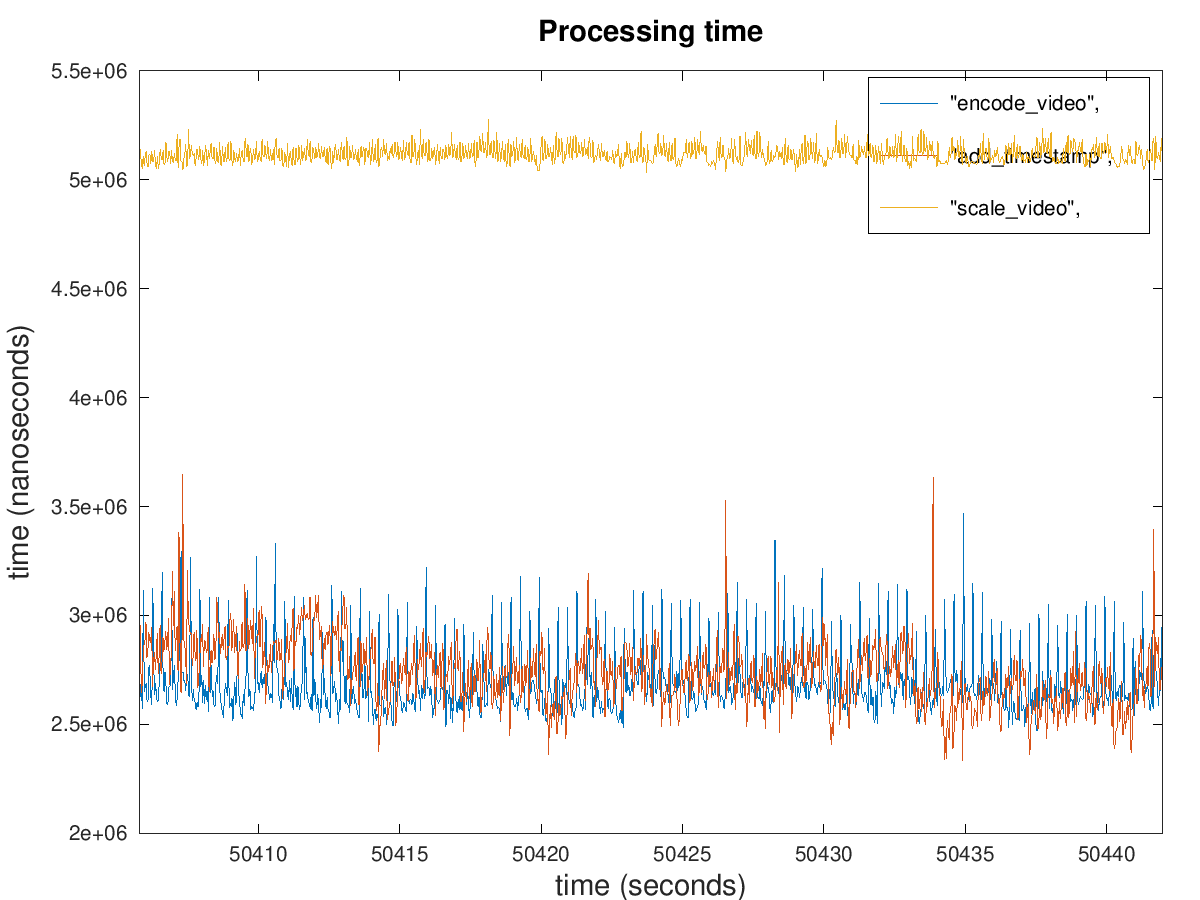 Processing time
5.5e+06
5e+06
4.5e+06
4e+06
3.5e+06
3e+06
2.5e+06
2e+06
time (nanoseconds)
"encode_video",
"add_timestamp",
"scale_video",
50410 50415 50420 50425 50430 50435 50440
time (seconds)